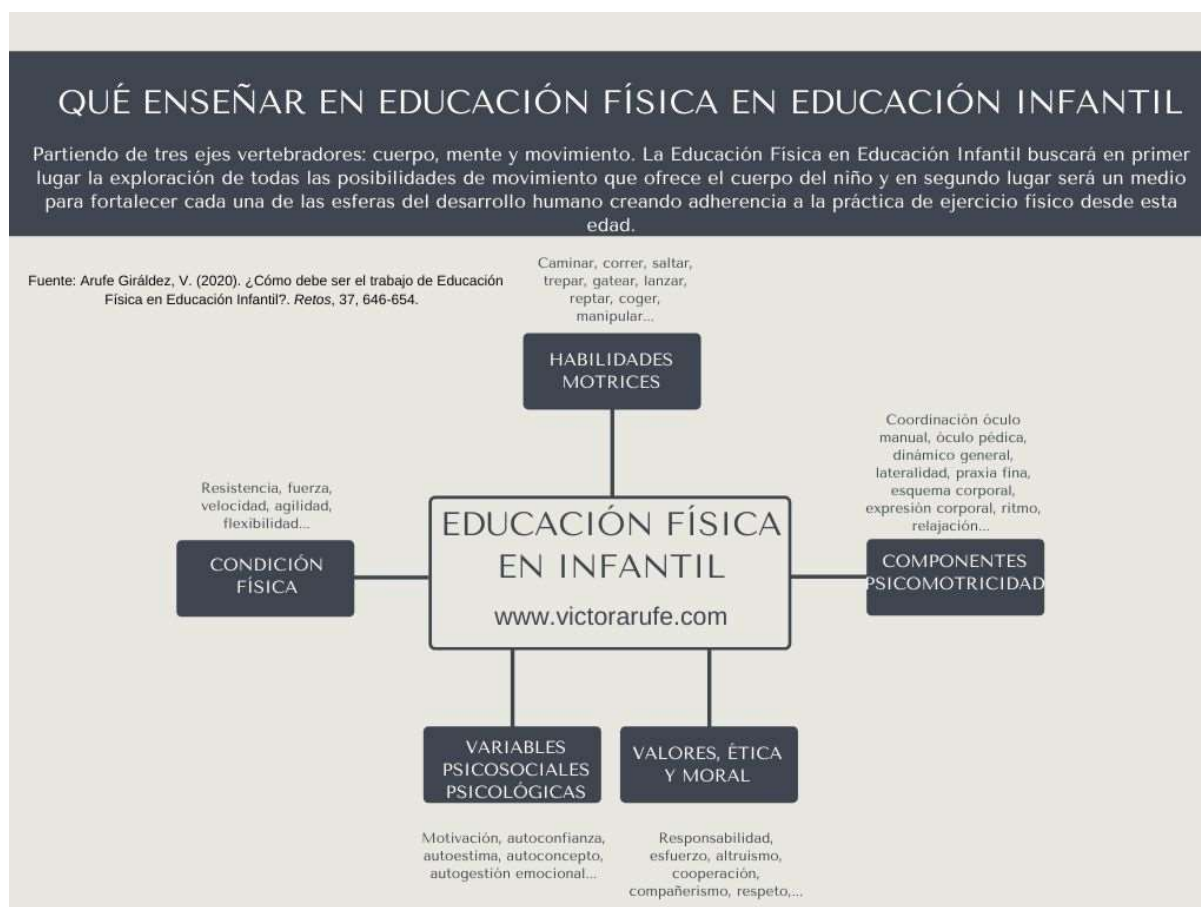 QUÉ ENSEÑAR EN EDUCACIÓN FÍSICA EN EDUCACIÓN INFANTIL
Partiendo de tres ejes vertebradores: cuerpo, mente y movimiento. La Educación Física en Educación Infantil buscará en primer
lugar la exploración de todas las posibilidades de movimiento que ofrece el cuerpo del niño y en segundo lugar será un medio
para fortalecer cada una de las esferas del desarrollo humano creando adherencia a la práctica de ejercicio físico desde esta
edad.
Fuente: Arufe Giráldez, V. (2020). ¿Cómo debe ser el trabajo de Educación
Física en Educación Infantil?. Retos, 37, 646-654.
Caminar, correr, saltar,
trepar, gatear, lanzar,
reptar, coger,
manipular...
HABILIDADES
MOTRICES
Coordinación óculo
manual, óculo pédica,
dinámico general,
lateralidad, praxia fina,
esquema corporal,
expresión corporal, ritmo,
relajación...
COMPONENTES
PSICOMOTRICIDAD
Resistencia, fuerza,
velocidad, agilidad,
flexibilidad...
CONDICIÓN
FÍSICA
EDUCACIÓN FÍSICA
EN INFANTIL
www.victorarufe.com
VARIABLES
PSICOSOCIALES
PSICOLÓGICAS
Motivación, autoconfianza,
autoestima, autoconcepto,
autogestión emocional...
VALORES, ÉTICA
Y MORAL
Responsabilidad,
esfuerzo, altruismo,
cooperación,
compañerismo, respeto,...